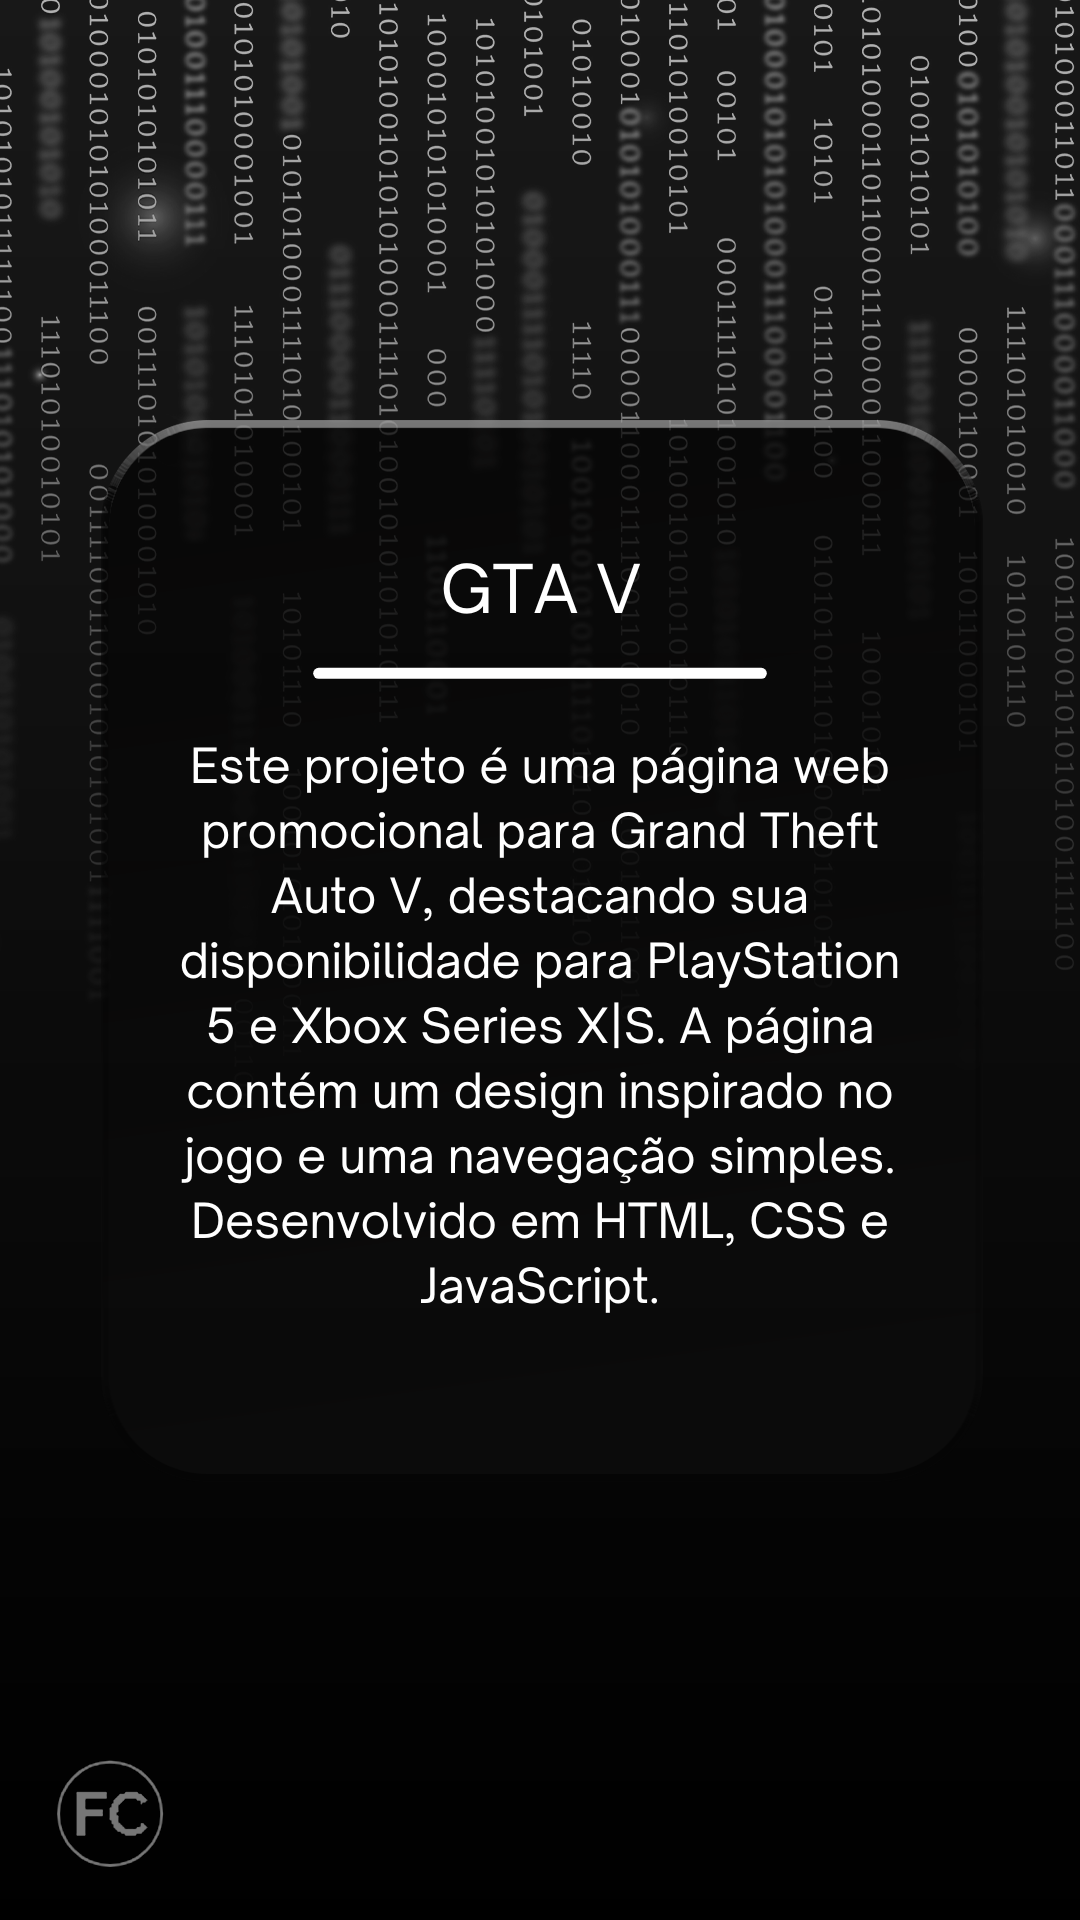 GTA V
Este projeto é uma página web
promocional para Grand Theft
Auto V, destacando sua
disponibilidade para PlayStation
5 e Xbox Series X|S. A página
contém um design inspirado no
jogo e uma navegação simples.
Desenvolvido em HTML, CSS e
JavaScript.
FC